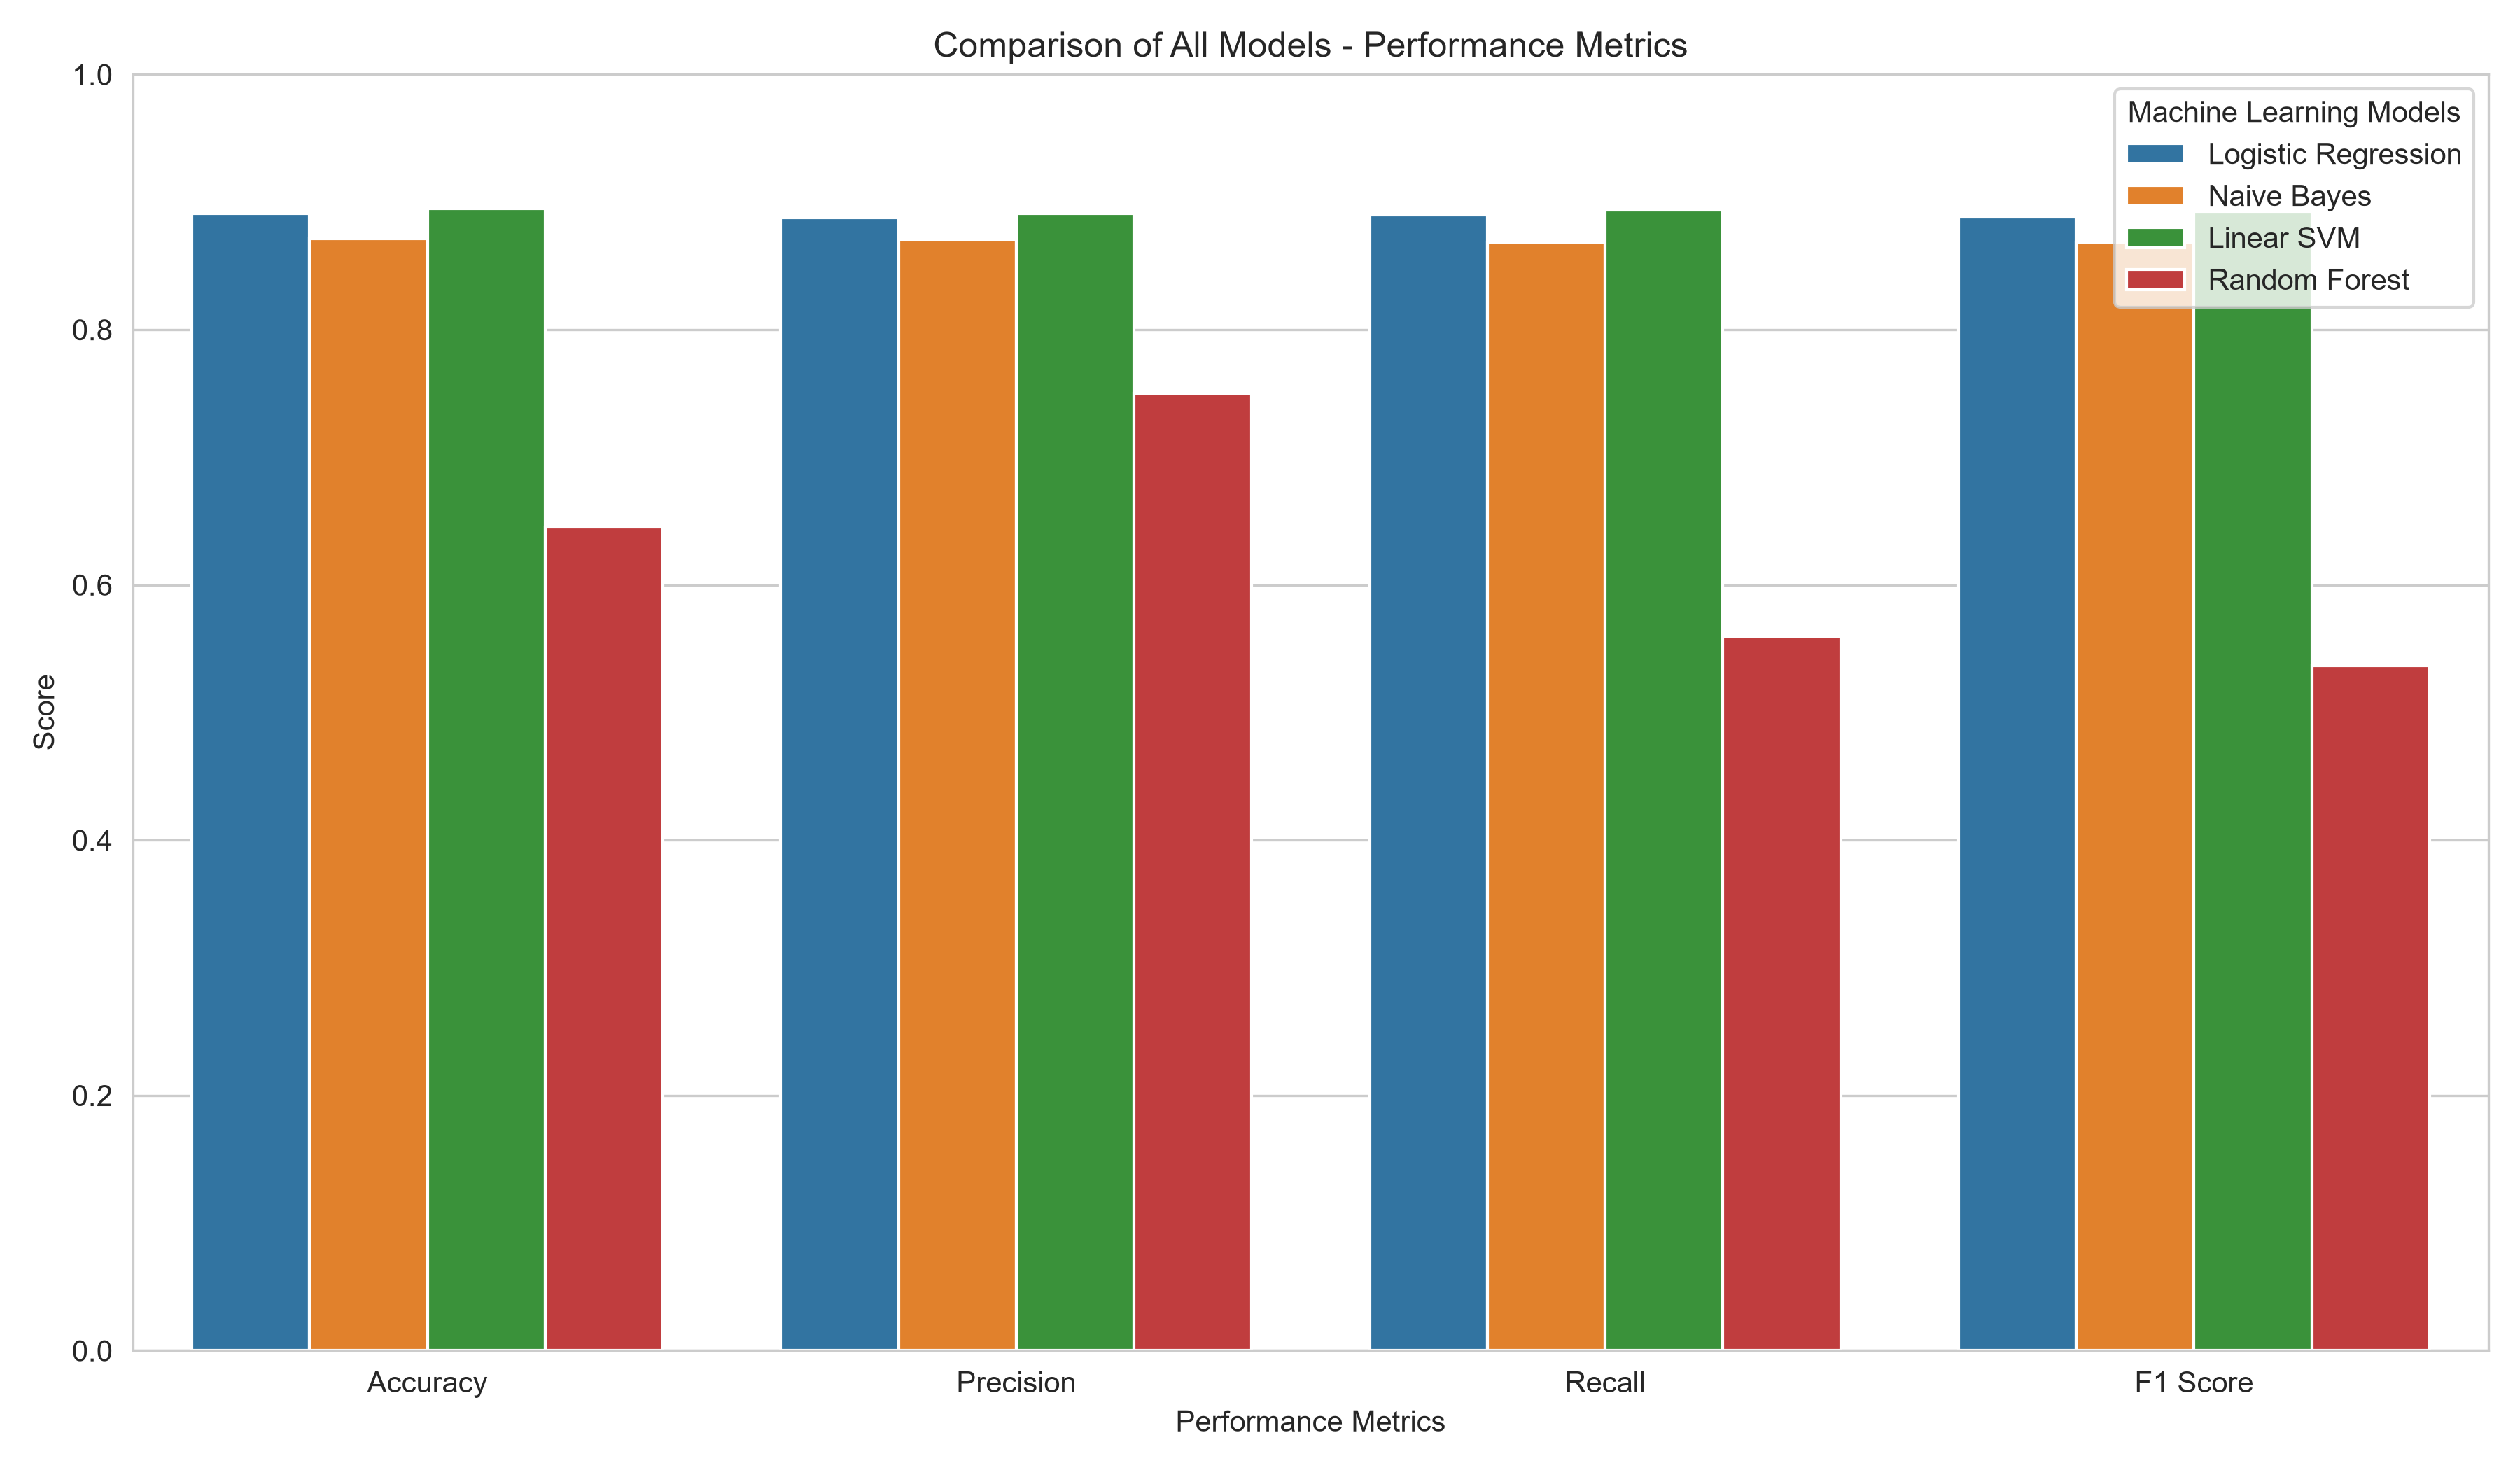 Comparison of All Models - Performance Metrics
Machine Learning Models
Logistic Regression
Naive Bayes
Linear SVM
Random Forest
Score
1.0
0.8
0.6
0.4
0.2
0.0
Accuracy
Precision
Recall
F1 Score
Performance Metrics